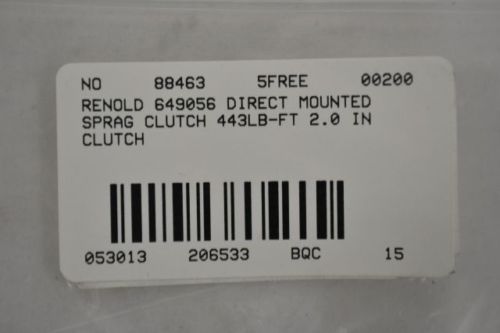 NO 88463 5FREE 00200
RENOLD 649056 DIRECT MOUNTED
SPRAG CLUTCH 443LB-FT 2.0 IN
CLUTCH
053013 206533 BQC 15